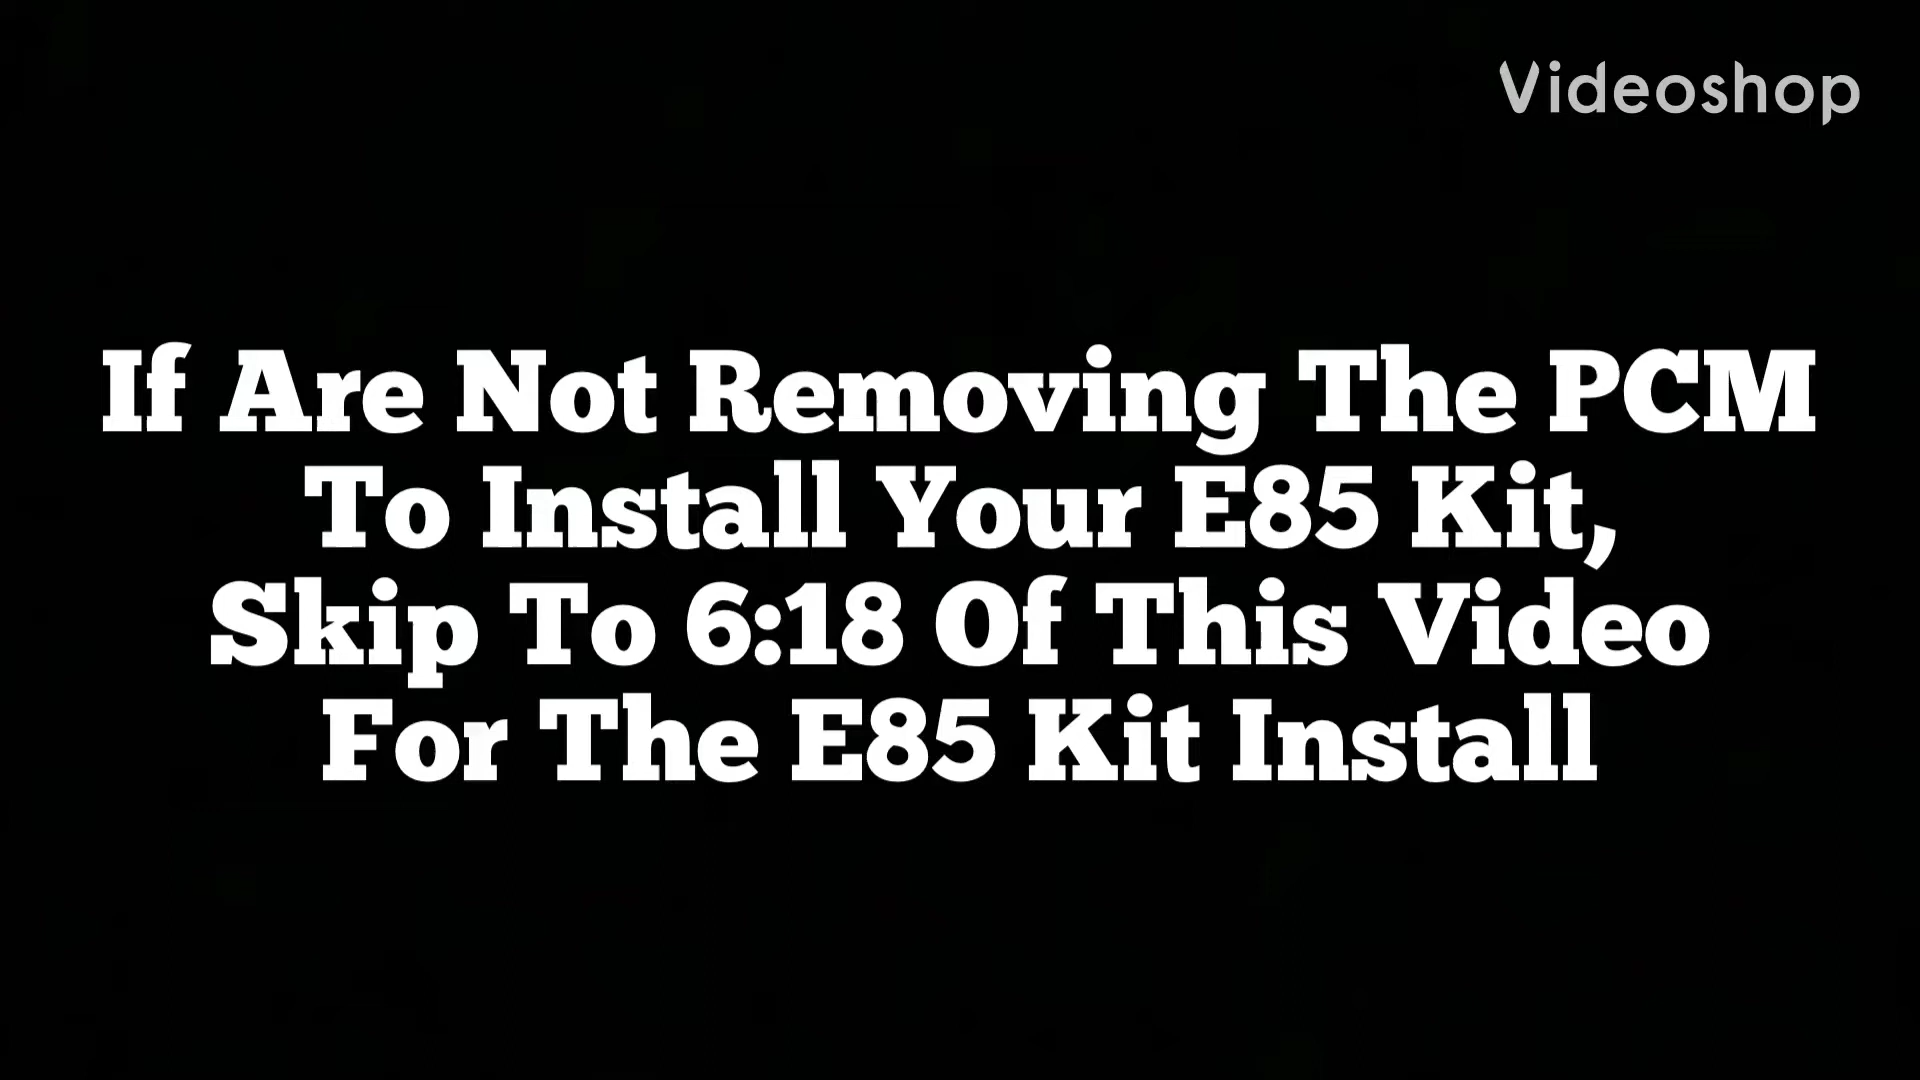 Videoshop
If Are Not Removing The PCM
To Install Your E85 Kit,
Skip To 6:18 Of This Video
For The E85 Kit Install